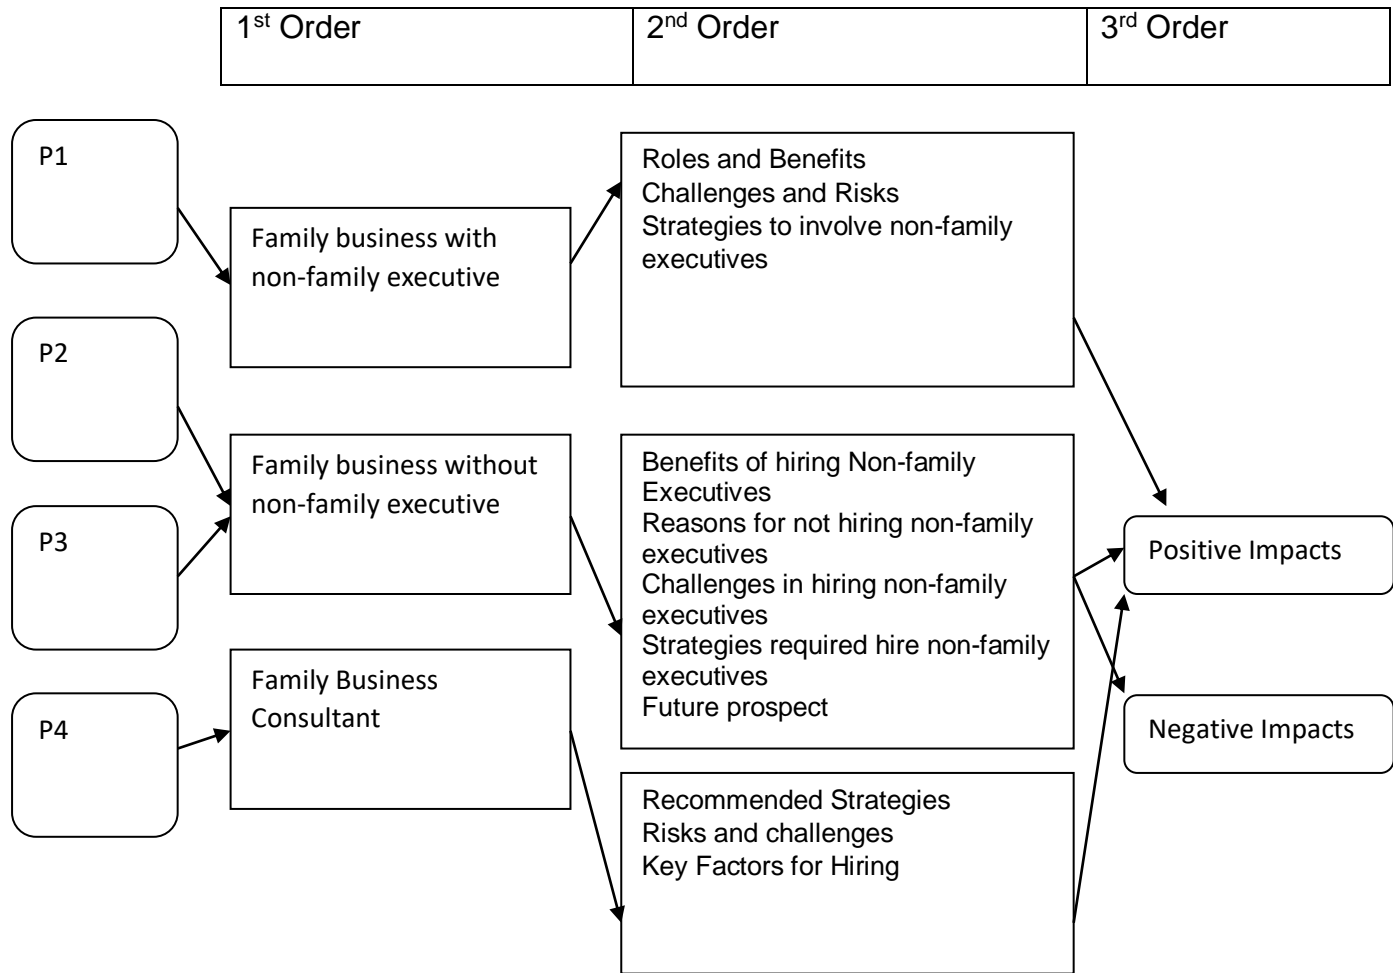 1st Order
2nd Order
3rd Order
P1
P2
P3
P4
Family business with
non-family executive
Family business without
non-family executive
Family Business
Consultant
Roles and Benefits
Challenges and Risks
Strategies to involve non-family
executives
Benefits of hiring Non-family
Executives
Reasons for not hiring non-family
executives
Challenges in hiring non-family
executives
Strategies required hire non-family
executives
Future prospect
Recommended Strategies
Risks and challenges
Key Factors for Hiring
Positive Impacts
Negative Impacts